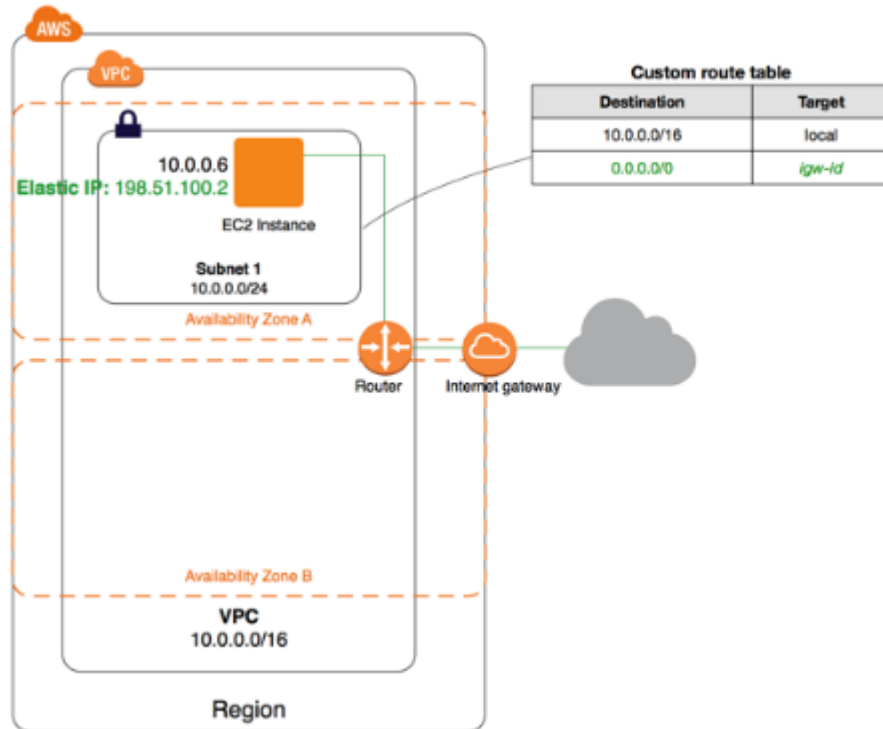 AWS
VPC
Custom route table
Destination Target
10.0.0.0/16 local
0.0.0.0/0 igw-id
10.0.0.6
Elastic IP: 198.51.100.2
EC2 Instance
Subnet 1
10.0.0.0/24
Availability Zone A
Router
Internet gateway
Availability Zone B
VPC
10.0.0.0/16
Region